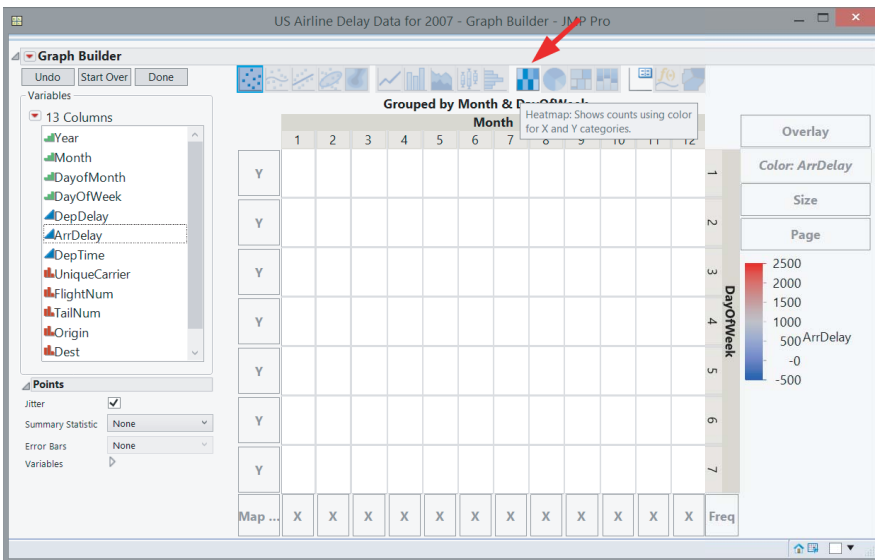 US Airline Delay Data for 2007 - Graph Builder - JMP Pro
Graph Builder
Undo Start Over Done
Variables
13 Columns
Year
Month
DayofMonth
DayOfWeek
DepDelay
ArrDelay
DepTime
UniqueCarrier
FlightNum
TailNum
Origin
Dest
Points
Jitter
Summary Statistic None
Error Bars None
Variables
Grouped by Month & DayOfWeek
Month
Heatmap: Shows counts using color
for X and Y categories.
1 2 3 4 5 6 7 8 9 10 11 12
Y 1
Y 2
Y 3
Y 4
Y 5
Y 6
Y 7
DayOfWeek
Map ... X X X X X X X X X X X X Freq
Overlay
Color: ArrDelay
Size
Page
2500
2000
1500
1000
500
-0
-500
ArrDelay